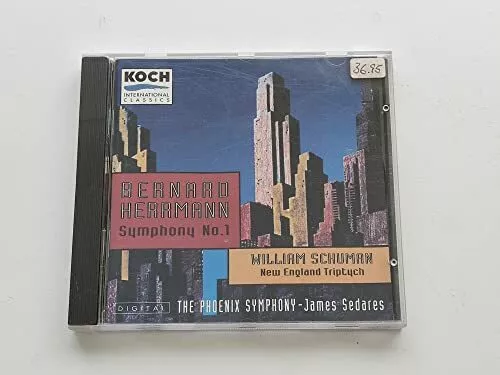 KOCH
INTERNATIONAL
CLASSICS
36.95
BERNARD
HERRMANN
Symphony No.1
WILLIAM SCHUMAN
New England Triptych
DIGITAL
THE PHOENIX SYMPHONY-James Sedares